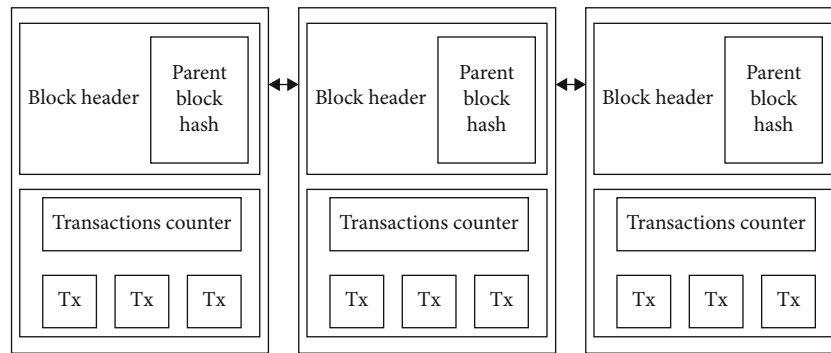 Block header
Parent
block
hash
Transactions counter
Tx Tx Tx
Block header
Parent
block
hash
Transactions counter
Tx Tx Tx
Block header
Parent
block
hash
Transactions counter
Tx Tx Tx